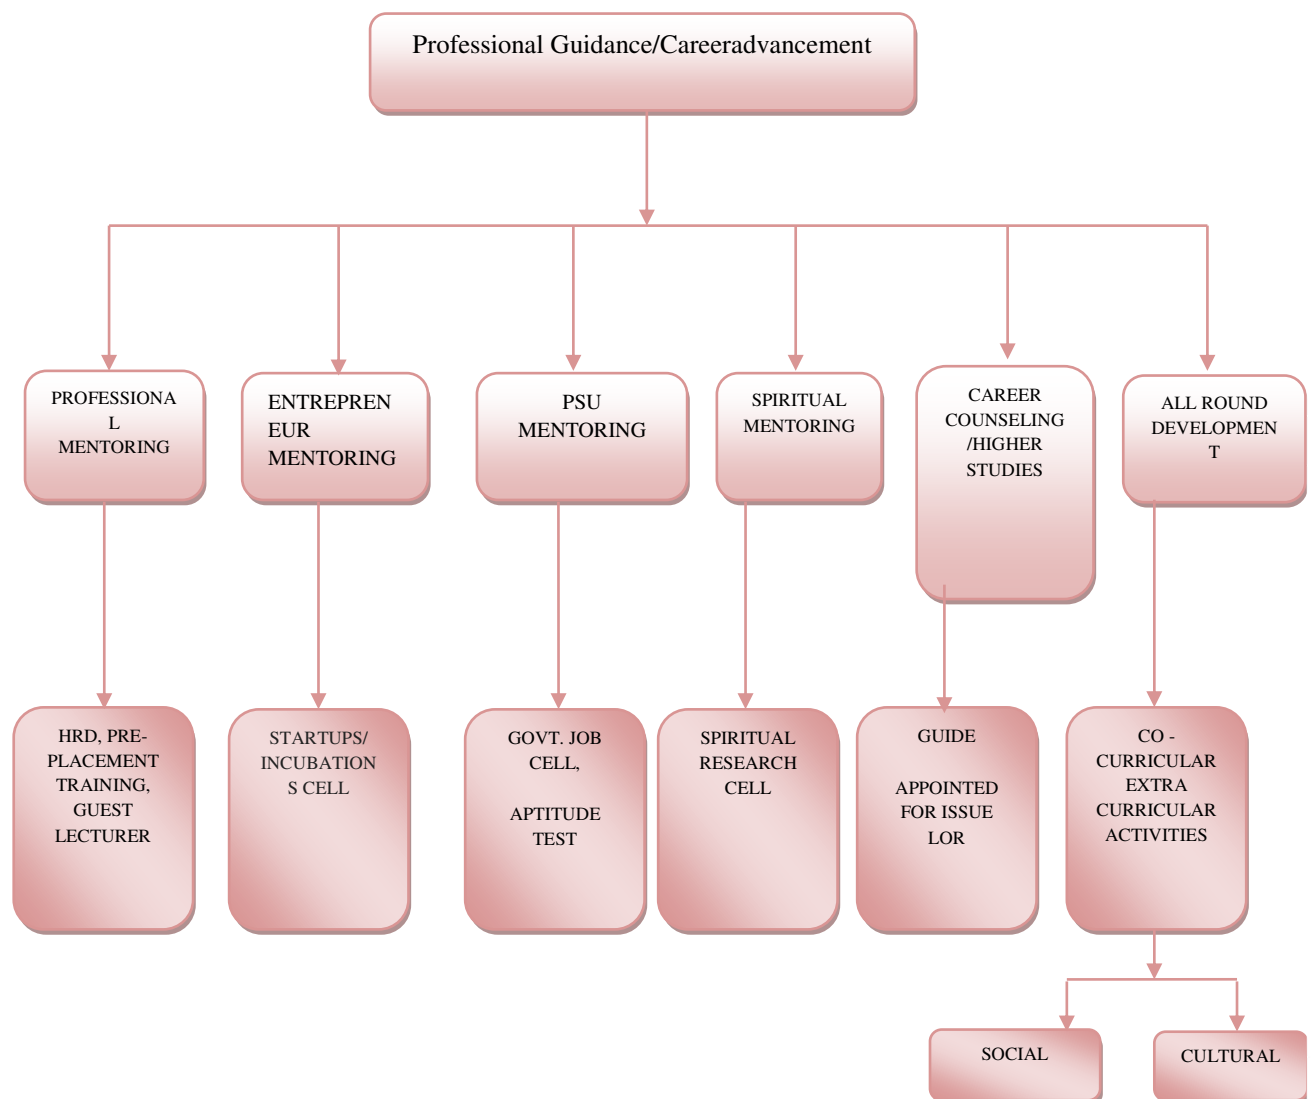 Professional Guidance/Careeradvancement
PROFESSIONA
L
MENTORING
ENTREPREN
EUR
MENTORING
PSU
MENTORING
SPIRITUAL
MENTORING
CAREER
COUNSELING
/HIGHER
STUDIES
ALL ROUND
DEVELOPMEN
T
HRD, PRE-
PLACEMENT
TRAINING,
GUEST
LECTURER
STARTUPS/
INCUBATION
S CELL
GOVT. JOB
CELL,
APTITUDE
TEST
SPIRITUAL
RESEARCH
CELL
GUIDE
APPOINTED
FOR ISSUE
LOR
CO -
CURRICULAR
EXTRA
CURRICULAR
ACTIVITIES
SOCIAL
CULTURAL